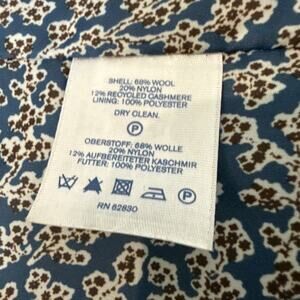 SHELL: 68% WOOL
20% NYLON
12% RECYCLED CASHMERE
LINING: 100% POLYESTER
DRY CLEAN.
P
OBERSTOFF: 68% WOLLE
20% NYLON
12% AUFBEREITETER KASCHMIR
FUTTER: 100% POLYESTER
P
RN 62830